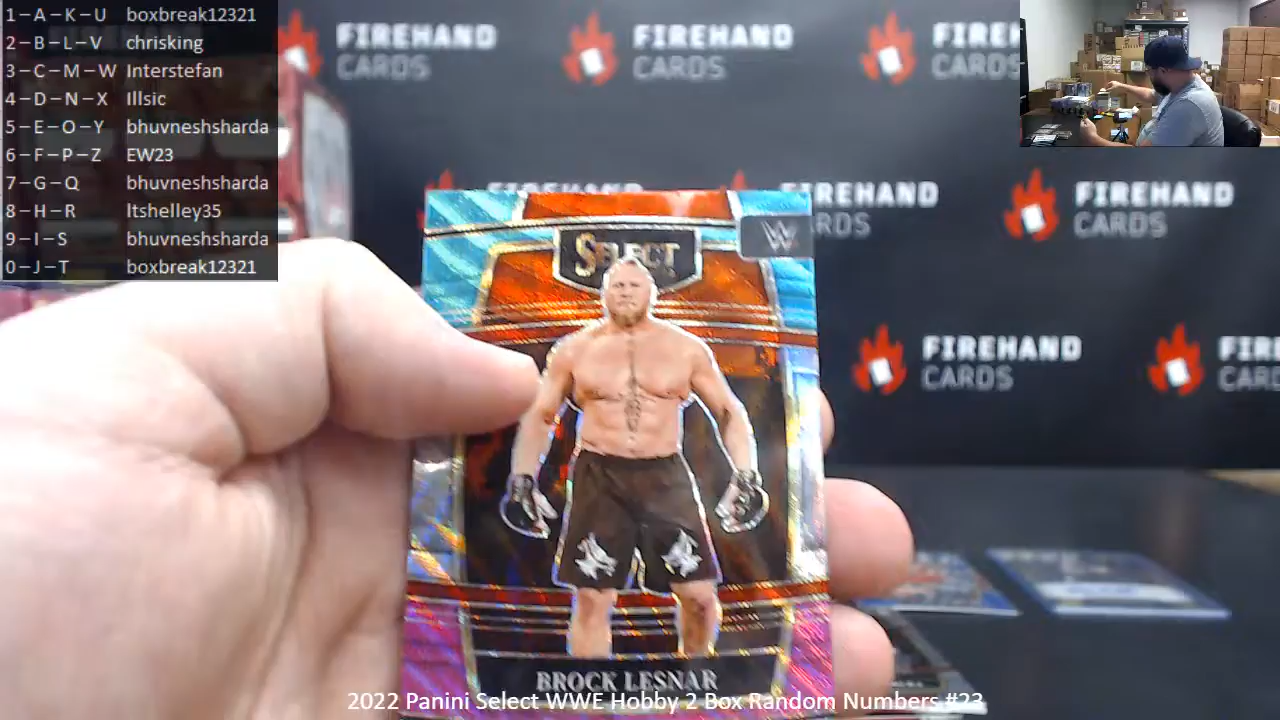 1-A-K-U boxbreak12321
2-B-L-V chrisking
3-C-M-W Interstefan
4-D-N-X Illsic
5-E-O-Y bhuvneshsharda
6-F-P-Z EW23
7-G-Q bhuvneshsharda
8-H-R ltshelley35
9-I-S bhuvneshsharda
0-J-T boxbreak12321
FIREHAND
CARDS
FIREHAND
CARDS
FIREHAND
CARDS
FIREHAND
CARDS
FIREHAND
CARDS
FIREHAND
CARDS
W
SELECT
BROCK LESNAR
2022 Panini Select WWE Hobby 2 Box Random Numbers #23